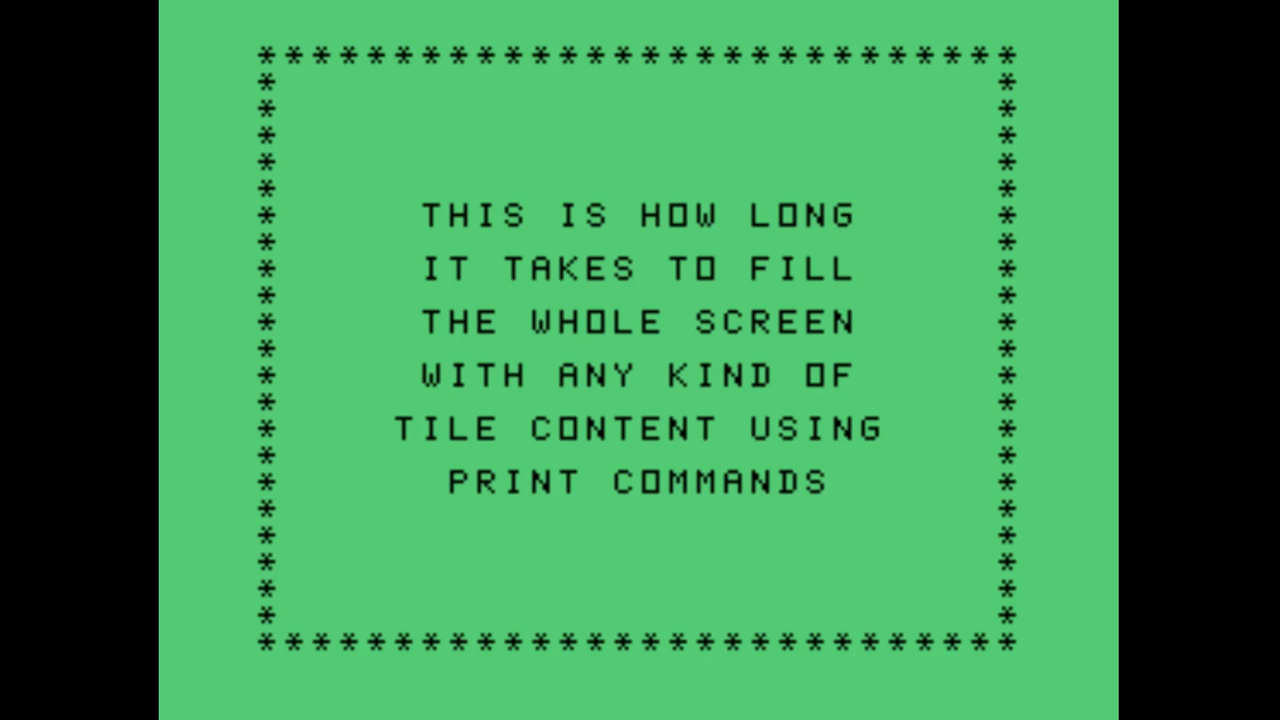 THIS IS HOW LONG
IT TAKES TO FILL
THE WHOLE SCREEN
WITH ANY KIND OF
TILE CONTENT USING
PRINT COMMANDS